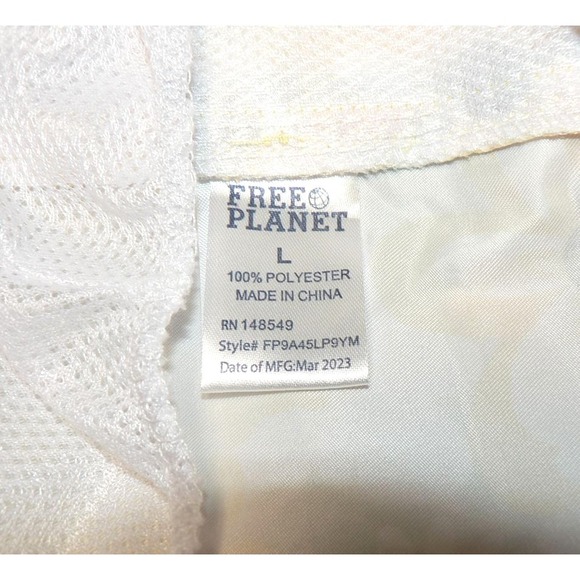 FREE
PLANET
L
100% POLYESTER
MADE IN CHINA
RN 148549
Style# FP9A45LP9YM
Date of MFG:Mar 2023